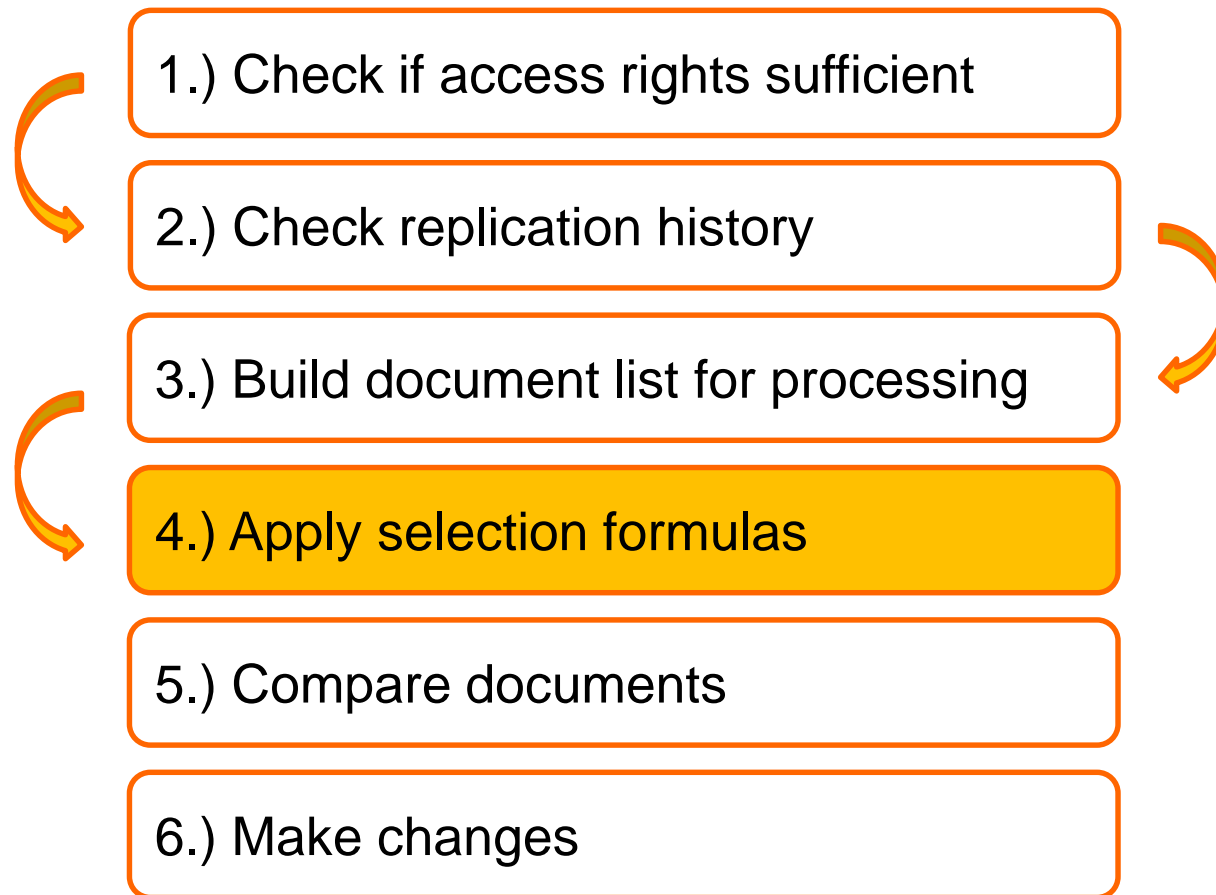 1.) Check if access rights sufficient
2.) Check replication history
3.) Build document list for processing
4.) Apply selection formulas
5.) Compare documents
6.) Make changes